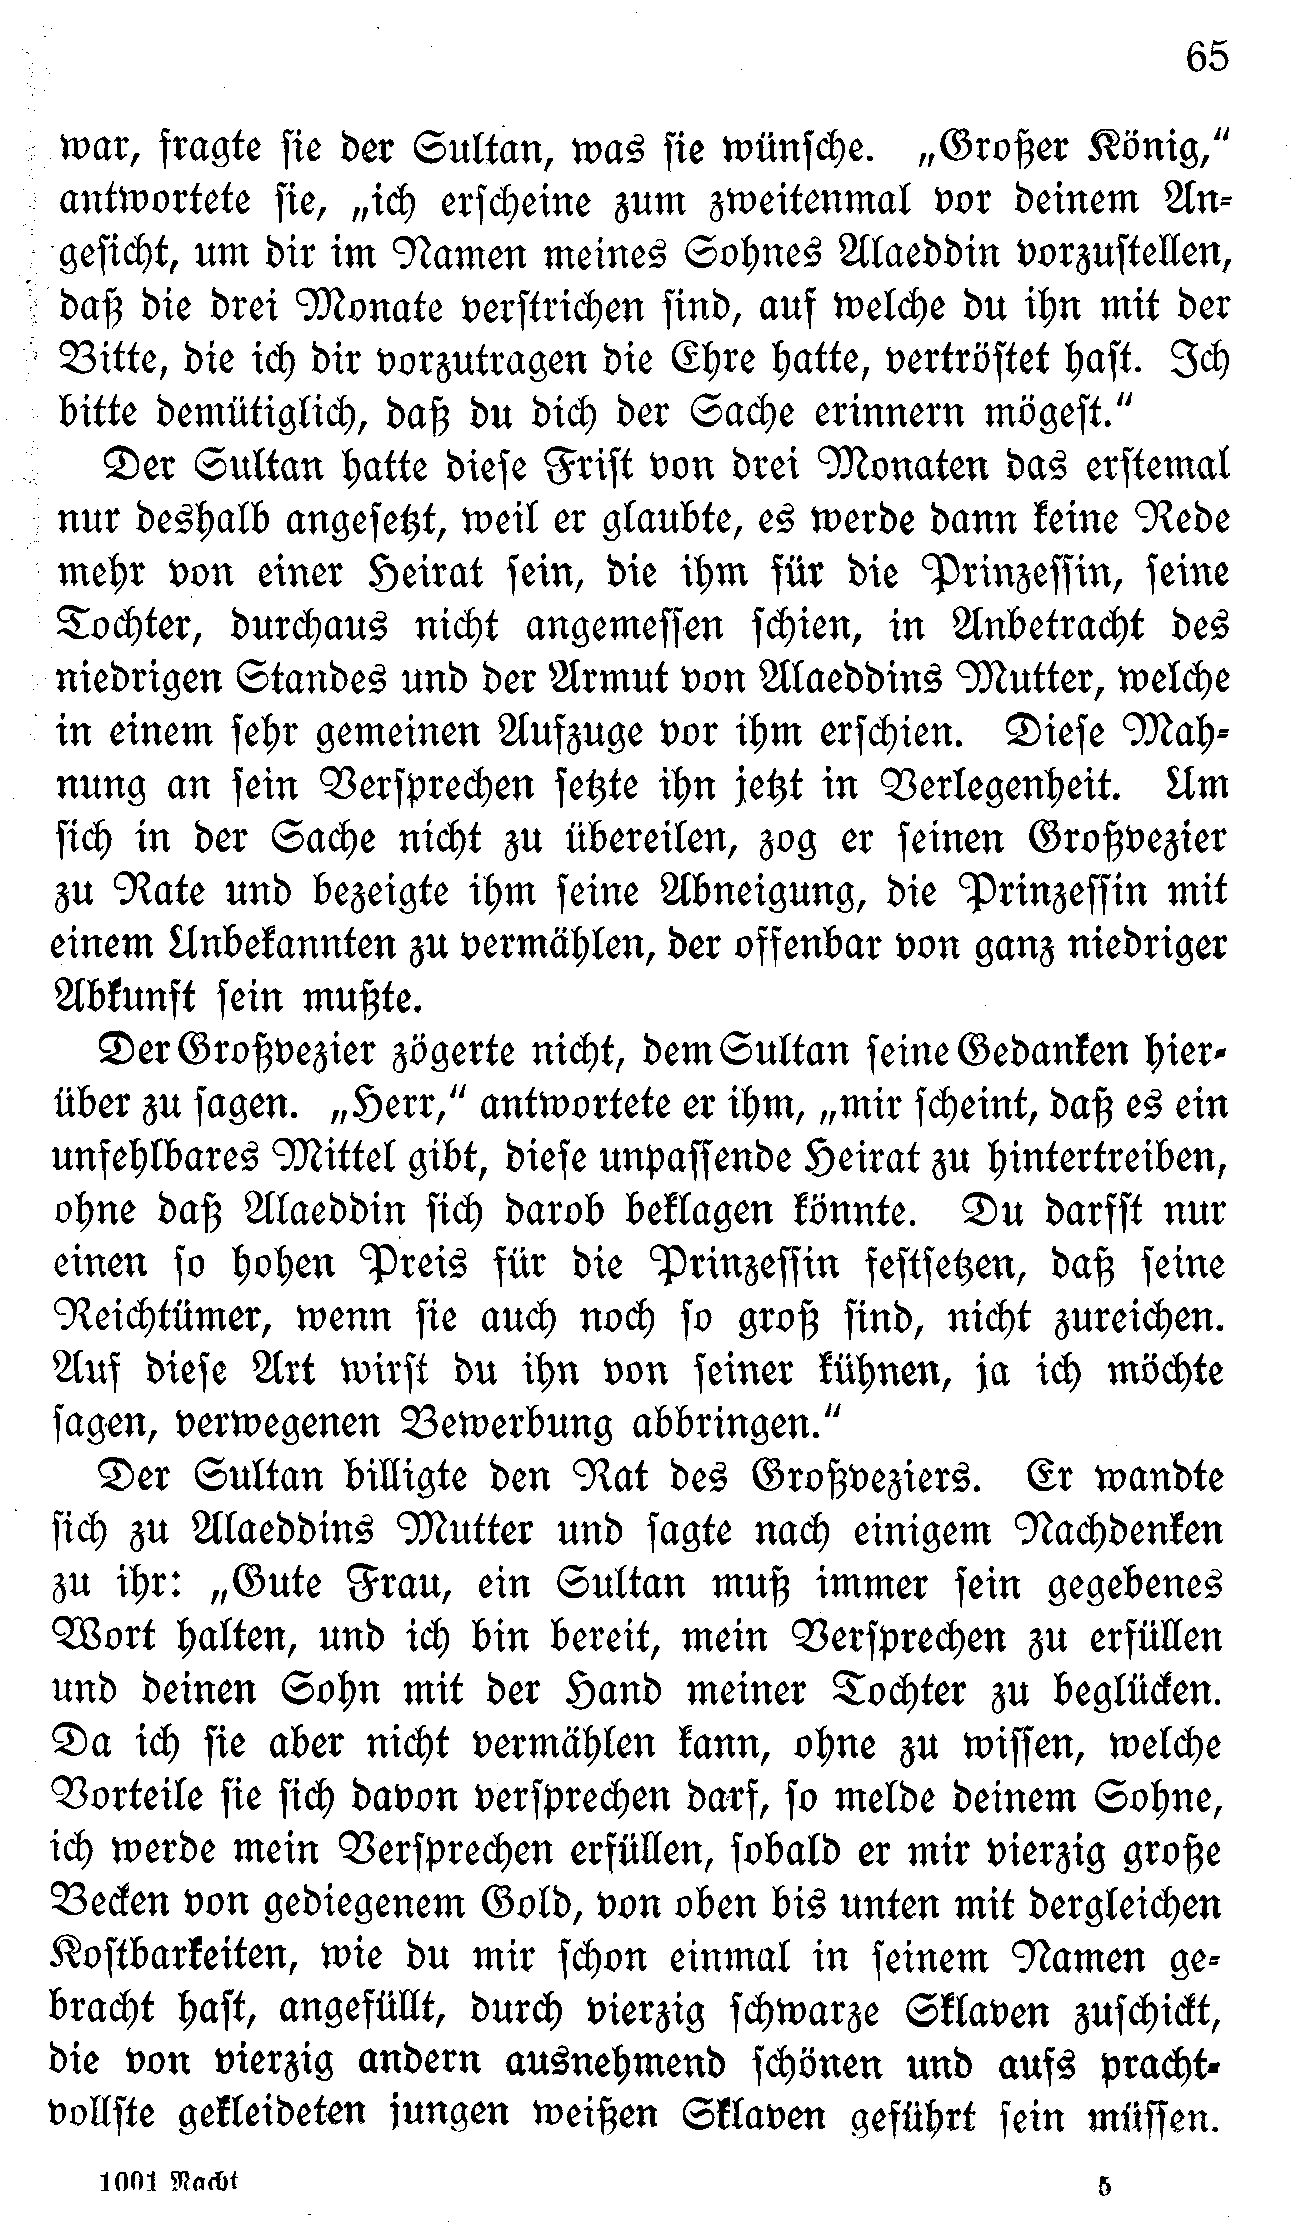 65
war, fragte sie der Sultan, was sie wünsche. „Großer König,“
antwortete sie, „ich erscheine zum zweitenmal vor deinem An-
gesicht, um dir im Namen meines Sohnes Alaeddin vorzustellen,
daß die drei Monate verstrichen sind, auf welche du ihn mit der
Bitte, die ich dir vorzutragen die Ehre hatte, vertröstet hast. Ich
bitte demütiglich, daß du dich der Sache erinnern mögest.“
Der Sultan hatte diese Frist von drei Monaten das erstemal
nur deshalb angesetzt, weil er glaubte, es werde dann keine Rede
mehr von einer Heirat sein, die ihm für die Prinzessin, seine
Tochter, durchaus nicht angemessen schien, in Anbetracht des
niedrigen Standes und der Armut von Alaeddins Mutter, welche
in einem sehr gemeinen Aufzuge vor ihm erschien. Diese Mah-
nung an sein Versprechen setzte ihn jetzt in Verlegenheit. Um
sich in der Sache nicht zu übereilen, zog er seinen Großvezier
zu Rate und bezeigte ihm seine Abneigung, die Prinzessin mit
einem Unbekannten zu vermählen, der offenbar von ganz niedriger
Abkunft sein mußte.
Der Großvezier zögerte nicht, dem Sultan seine Gedanken hier-
über zu sagen. „Herr,“ antwortete er ihm, „mir scheint, daß es ein
unfehlbares Mittel gibt, diese unpassende Heirat zu hintertreiben,
ohne daß Alaeddin sich darob beklagen könnte. Du darfst nur
einen so hohen Preis für die Prinzessin festsetzen, daß seine
Reichtümer, wenn sie auch noch so groß sind, nicht zureichen.
Auf diese Art wirst du ihn von seiner kühnen, ja ich möchte
sagen, verwegenen Bewerbung abbringen.“
Der Sultan billigte den Rat des Großveziers. Er wandte
sich zu Alaeddins Mutter und sagte nach einigem Nachdenken
zu ihr: „Gute Frau, ein Sultan muß immer sein gegebenes
Wort halten, und ich bin bereit, mein Versprechen zu erfüllen
und deinen Sohn mit der Hand meiner Tochter zu beglücken.
Da ich sie aber nicht vermählen kann, ohne zu wissen, welche
Vorteile sie sich davon versprechen darf, so melde deinem Sohne,
ich werde mein Versprechen erfüllen, sobald er mir vierzig große
Becken von gediegenem Gold, von oben bis unten mit dergleichen
Kostbarkeiten, wie du mir schon einmal in seinem Namen ge-
bracht hast, angefüllt, durch vierzig schwarze Sklaven zuschickt,
die von vierzig andern ausnehmend schönen und aufs pracht-
vollste gekleideten jungen weißen Sklaven geführt sein müssen.
1001 Nacht 5